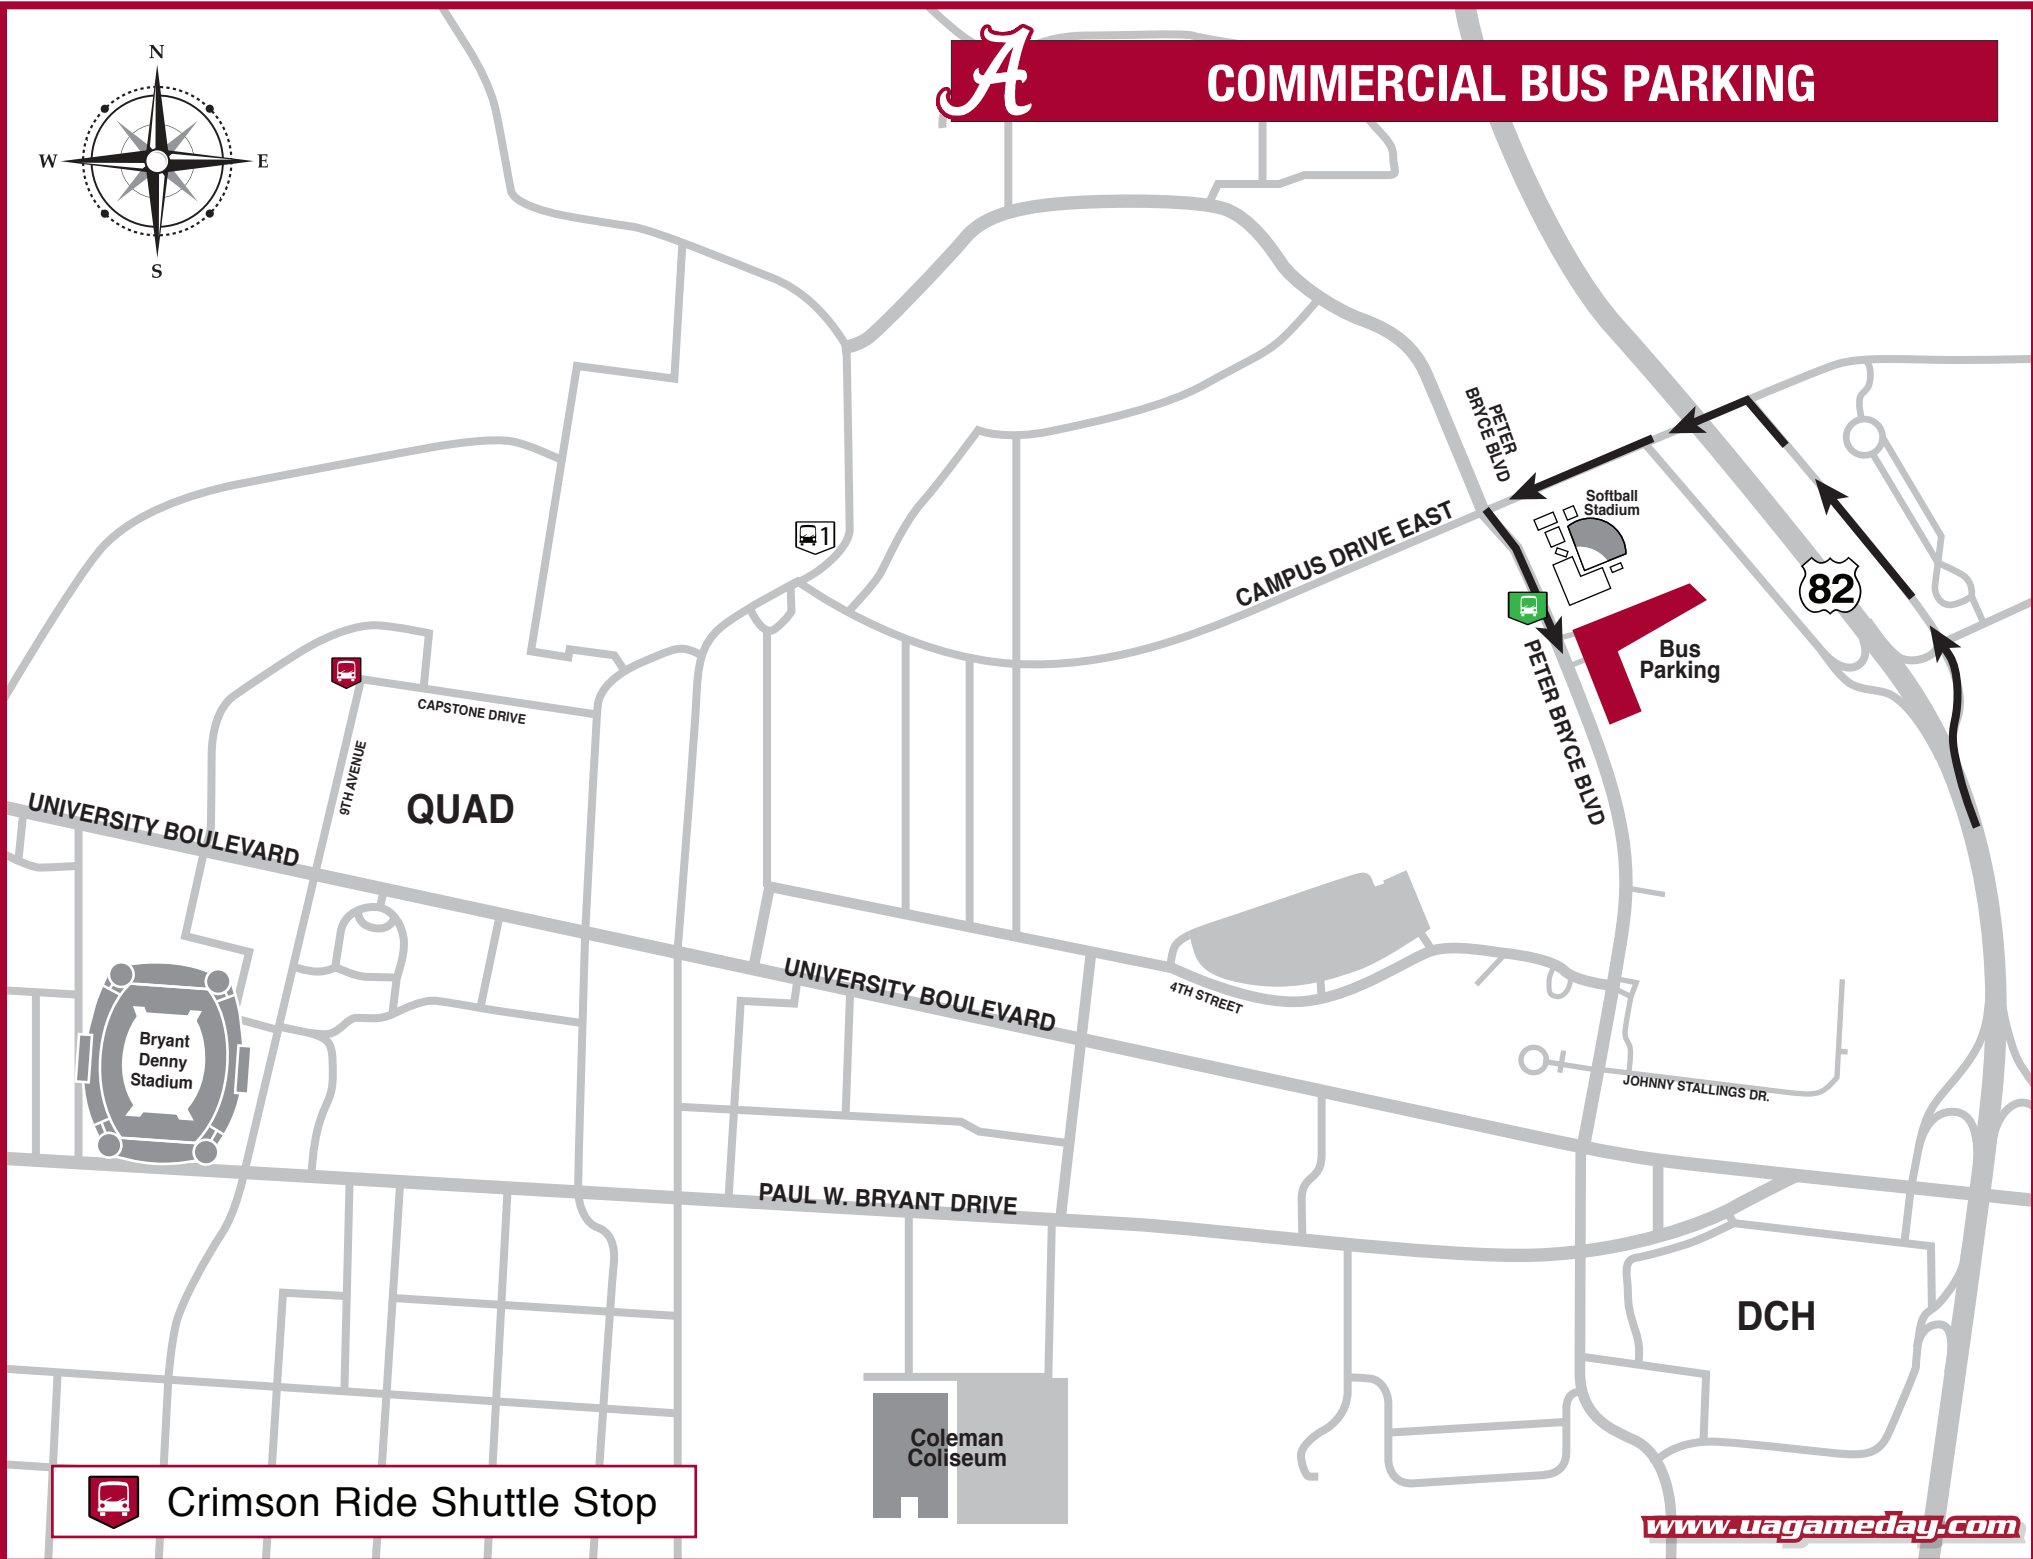 N
W
E
S
A
COMMERCIAL BUS PARKING
PETER
BRYCE BLVD
Softball
Stadium
1
CAMPUS DRIVE EAST
82
Bus
Parking
PETER BRYCE BLVD
CAPSTONE DRIVE
9TH AVENUE
QUAD
UNIVERSITY BOULEVARD
UNIVERSITY BOULEVARD
4TH STREET
Bryant
Denny
Stadium
JOHNNY STALLINGS DR.
PAUL W. BRYANT DRIVE
DCH
Coleman
Coliseum
Crimson Ride Shuttle Stop
www.uagameday.com